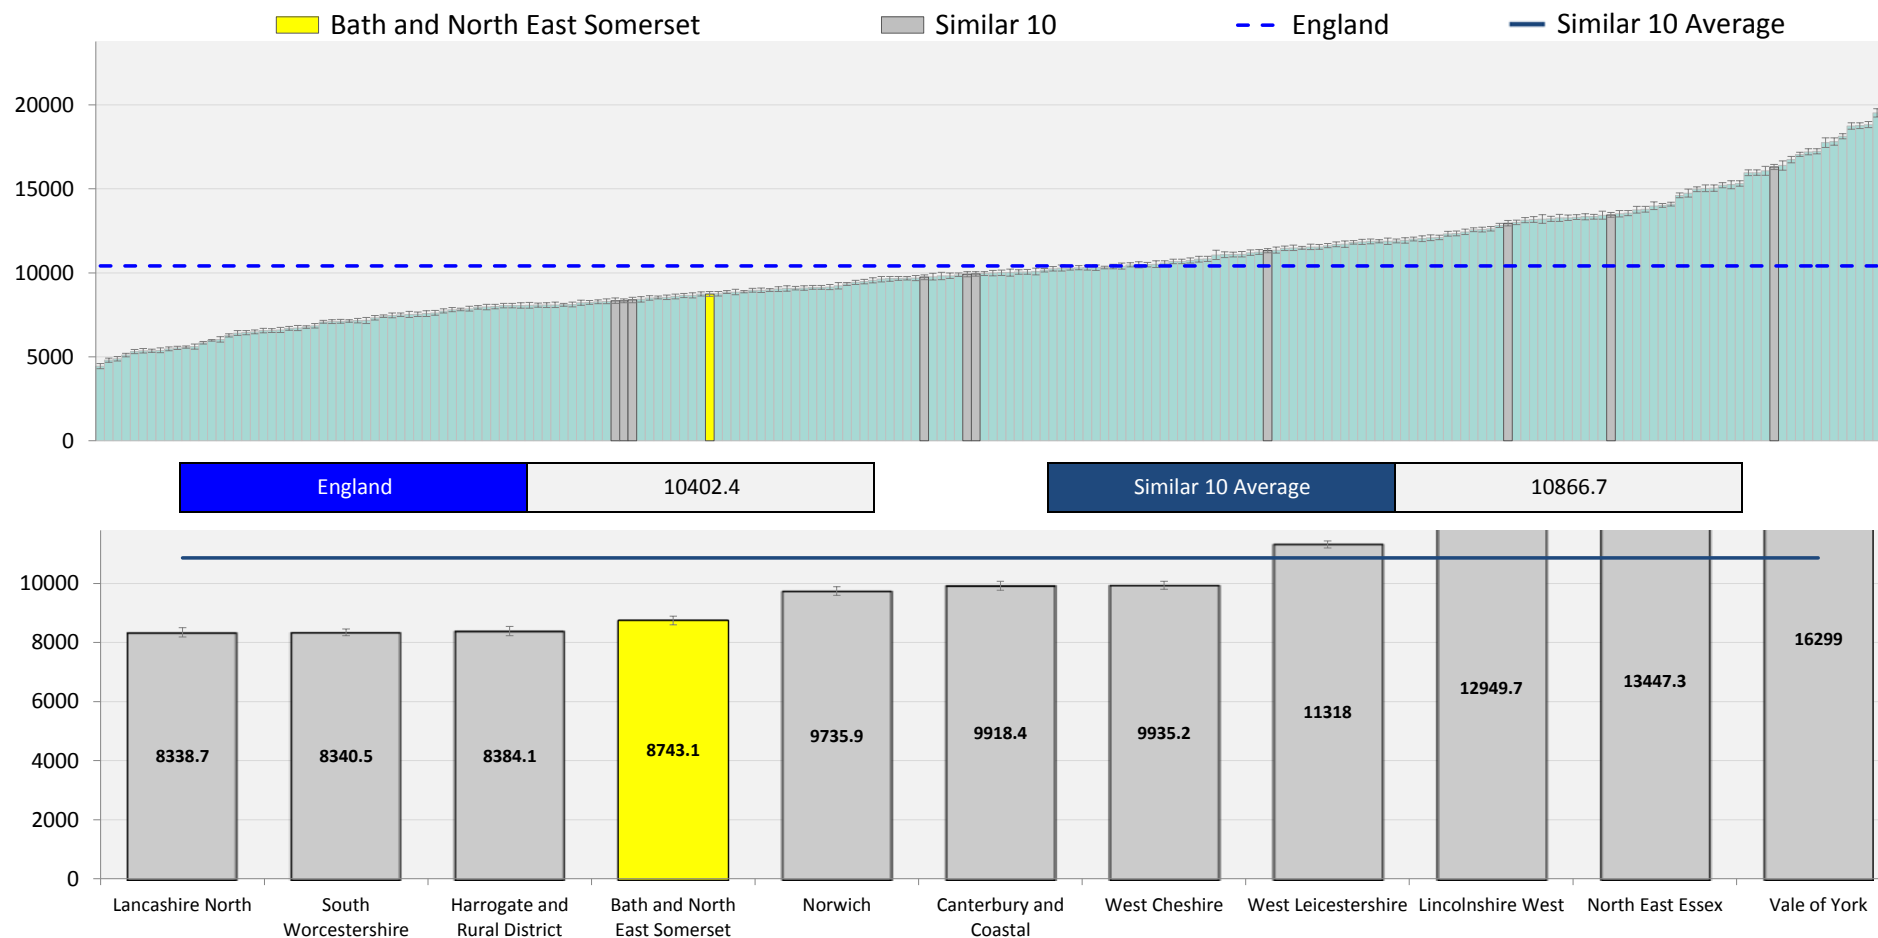 Bath and North East Somerset Similar 10 England Similar 10 Average
20000
15000
10000
5000
0
England 10402.4 Similar 10 Average 10866.7
10000
8000
6000
4000
2000
0
8338.7 8340.5 8384.1 8743.1 9735.9 9918.4 9935.2 11318 12949.7 13447.3 16299
Lancashire North South Harrogate and Bath and North Norwich Canterbury and West Cheshire West Leicestershire Lincolnshire West North East Essex Vale of York
Worcestershire Rural District East Somerset Coastal